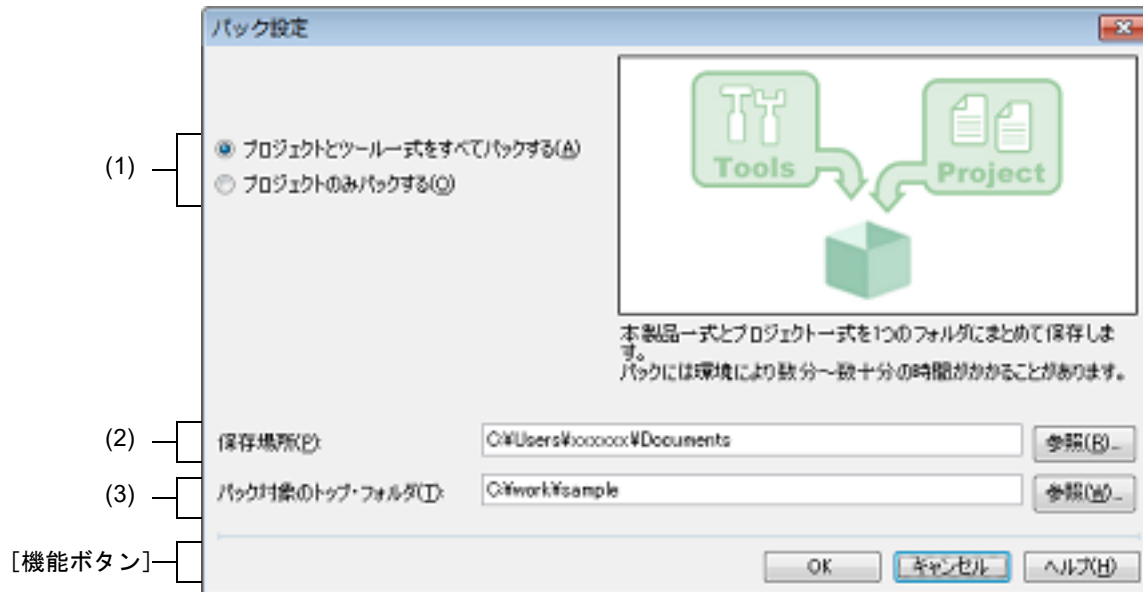 パック設定
(1)
プロジェクトとツール一式をすべてパックする(A)
プロジェクトのみパックする(O)
Tools
Project
本製品一式とプロジェクト一式を1つのフォルダにまとめて保存しま
す。
パックには環境により数分～数十分の時間がかかることがあります。
(2)
保存場所(P):
C:¥Users¥xxxxxxx¥Documents
参照(R)...
(3)
パック対象のトップ・フォルダ(T):
C:¥work¥sample
参照(W)...
[機能ボタン]
OK
キャンセル
ヘルプ(H)